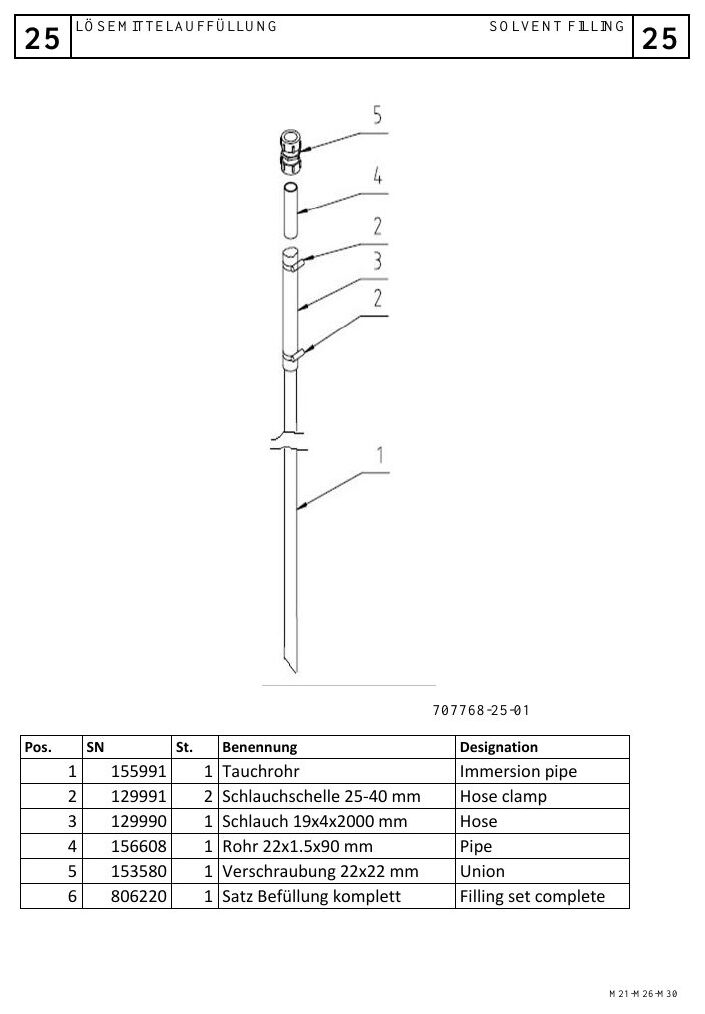 25 LÖSEMITTELAUFFÜLLUNG SOLVENT FILLING 25
5
4
2
3
2
1
707768-25-01
Pos. SN St. Benennung Designation
1 155991 1 Tauchrohr Immersion pipe
2 129991 2 Schlauchschelle 25-40 mm Hose clamp
3 129990 1 Schlauch 19x4x2000 mm Hose
4 156608 1 Rohr 22x1.5x90 mm Pipe
5 153580 1 Verschraubung 22x22 mm Union
6 806220 1 Satz Befüllung komplett Filling set complete
M21-M26-M30